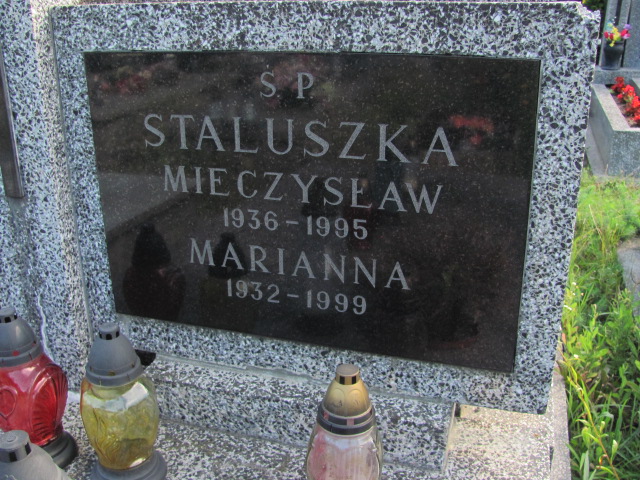 S P
STALUSZKA
MIECZYSŁAW
1936 - 1995
MARIANNA
1932 - 1999